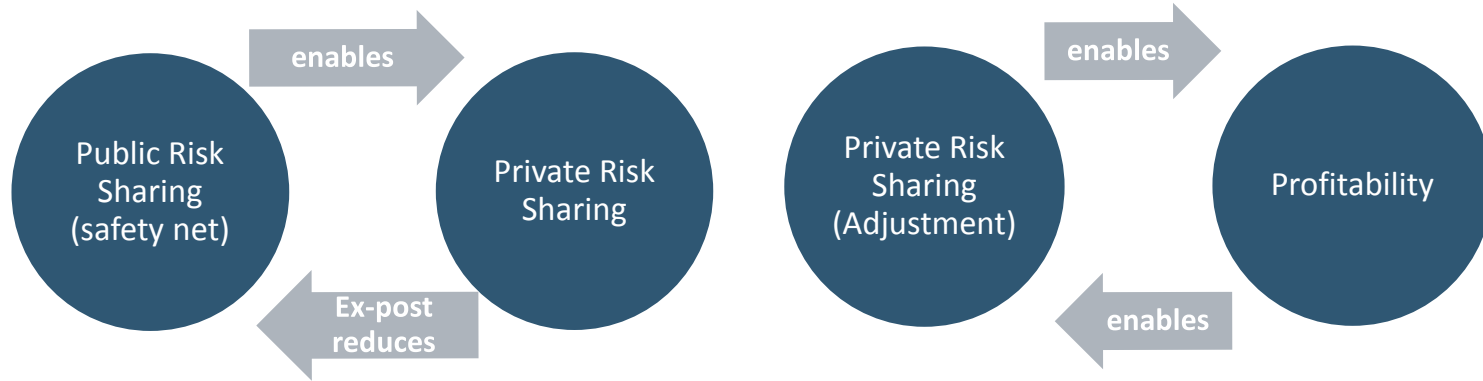 enables
Public Risk
Sharing
(safety net)
Private Risk
Sharing
Ex-post
reduces
enables
Private Risk
Sharing
(Adjustment)
Profitability
enables